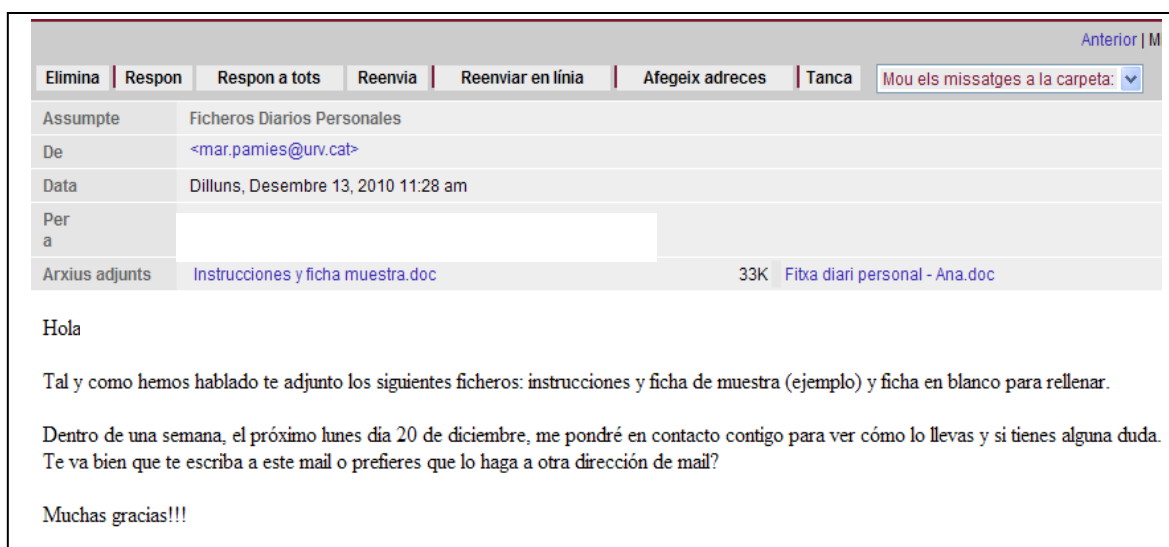 Anterior | M
Elimina Respon Respon a tots Reenvia Reenviar en línia Afegeix adreces Tanca Mou els missatges a la carpeta:
Assumpte Ficheros Diarios Personales
De <mar.pamies@urv.cat>
Data Dilluns, Desembre 13, 2010 11:28 am
Per
a
Arxius adjunts Instrucciones y ficha muestra.doc 33K Fitxa diari personal - Ana.doc
Hola
Tal y como hemos hablado te adjunto los siguientes ficheros: instrucciones y ficha de muestra (ejemplo) y ficha en blanco para rellenar.
Dentro de una semana, el próximo lunes día 20 de diciembre, me pondré en contacto contigo para ver cómo lo llevas y si tienes alguna duda.
Te va bien que te escriba a este mail o prefieres que lo haga a otra dirección de mail?
Muchas gracias!!!